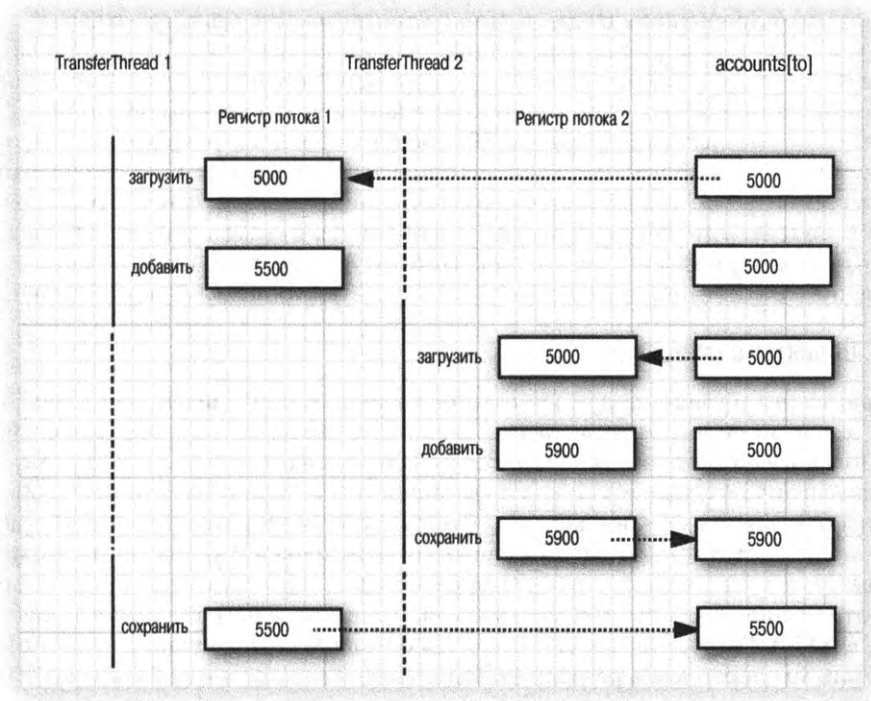 TransferThread 1 TransferThread 2 accounts[to]
Регистр потока 1 Регистр потока 2
загрузить 5000 5000
добавить 5500 5000
загрузить 5000 5000
добавить 5900 5000
сохранить 5900 5900
сохранить 5500 5500